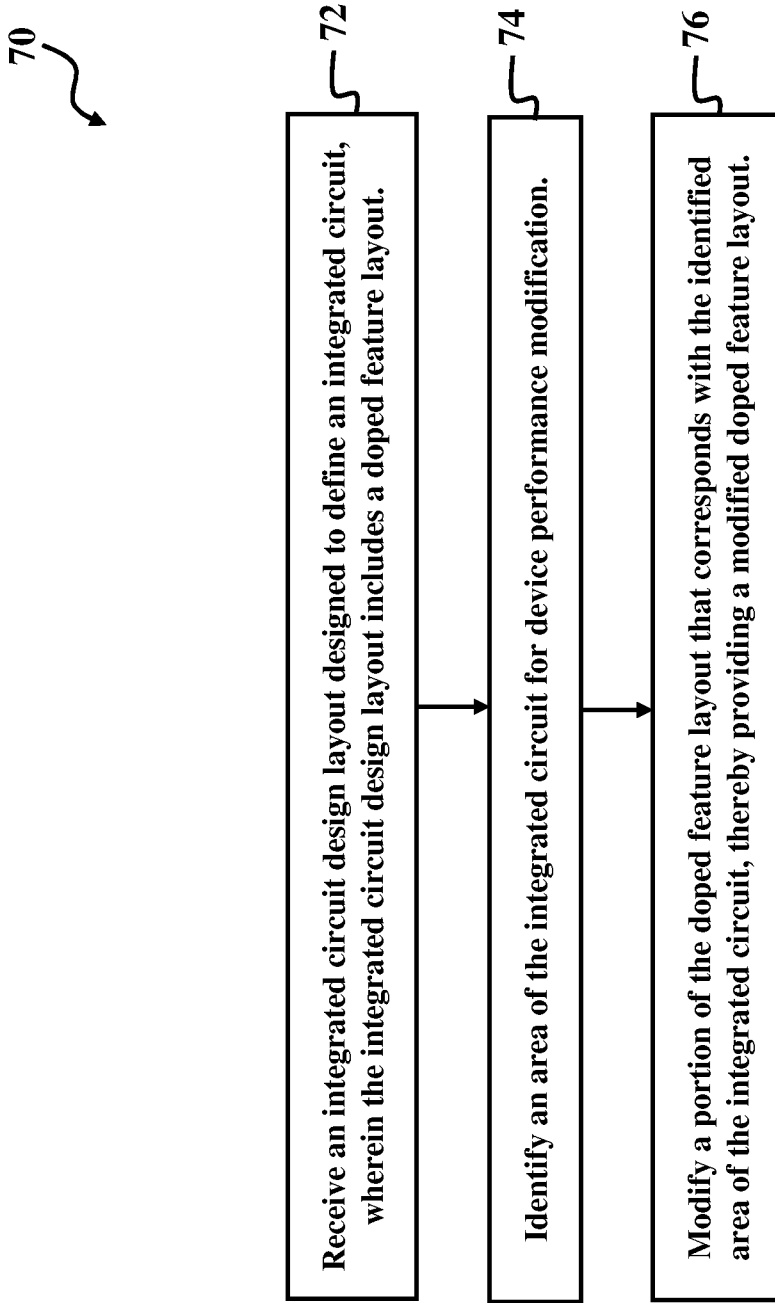 70
72
Receive an integrated circuit design layout designed to define an integrated circuit,
wherein the integrated circuit design layout includes a doped feature layout.
74
Identify an area of the integrated circuit for device performance modification.
76
Modify a portion of the doped feature layout that corresponds with the identified
area of the integrated circuit, thereby providing a modified doped feature layout.